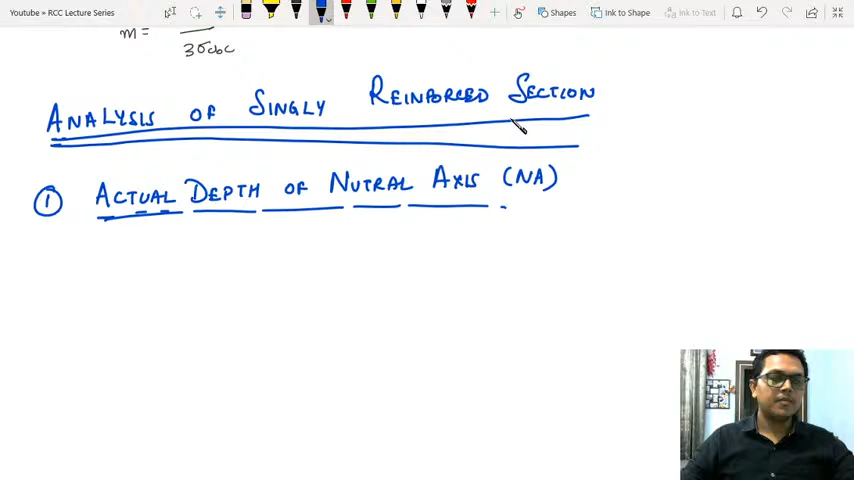 Youtube » RCC Lecture Series
Shapes Ink to Shape Ink to Text
m=
3σcbc
ANALYSIS OF SINGLY REINFORCED SECTION
① ACTUAL DEPTH OF NUTRAL AXIS (NA)